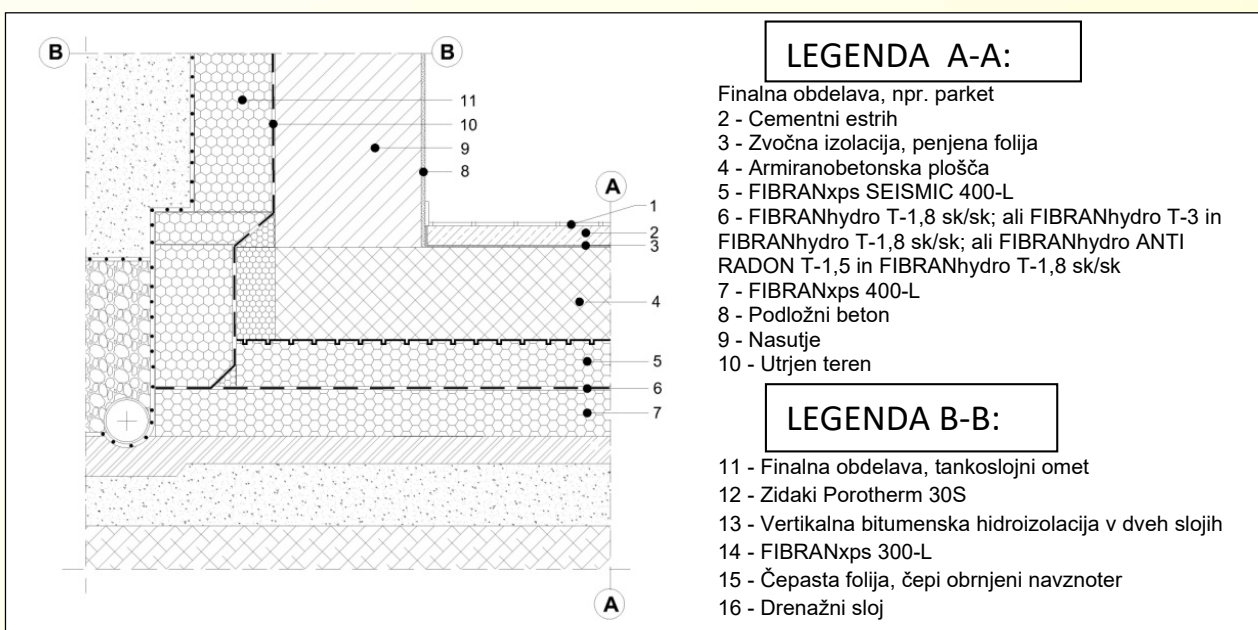 B
B
11
10
9
8
A
1
2
3
4
5
6
7
A
LEGENDA A-A:
Finalna obdelava, npr. parket
2 - Cementni estrih
3 - Zvočna izolacija, penjena folija
4 - Armiranobetonska plošča
5 - FIBRANxps SEISMIC 400-L
6 - FIBRANhydro T-1,8 sk/sk; ali FIBRANhydro T-3 in
FIBRANhydro T-1,8 sk/sk; ali FIBRANhydro ANTI
RADON T-1,5 in FIBRANhydro T-1,8 sk/sk
7 - FIBRANxps 400-L
8 - Podložni beton
9 - Nasutje
10 - Utrjen teren
LEGENDA B-B:
11 - Finalna obdelava, tankoslojni omet
12 - Zidaki Porotherm 30S
13 - Vertikalna bitumenska hidroizolacija v dveh slojih
14 - FIBRANxps 300-L
15 - Čepasta folija, čepi obrnjeni navznoter
16 - Drenažni sloj